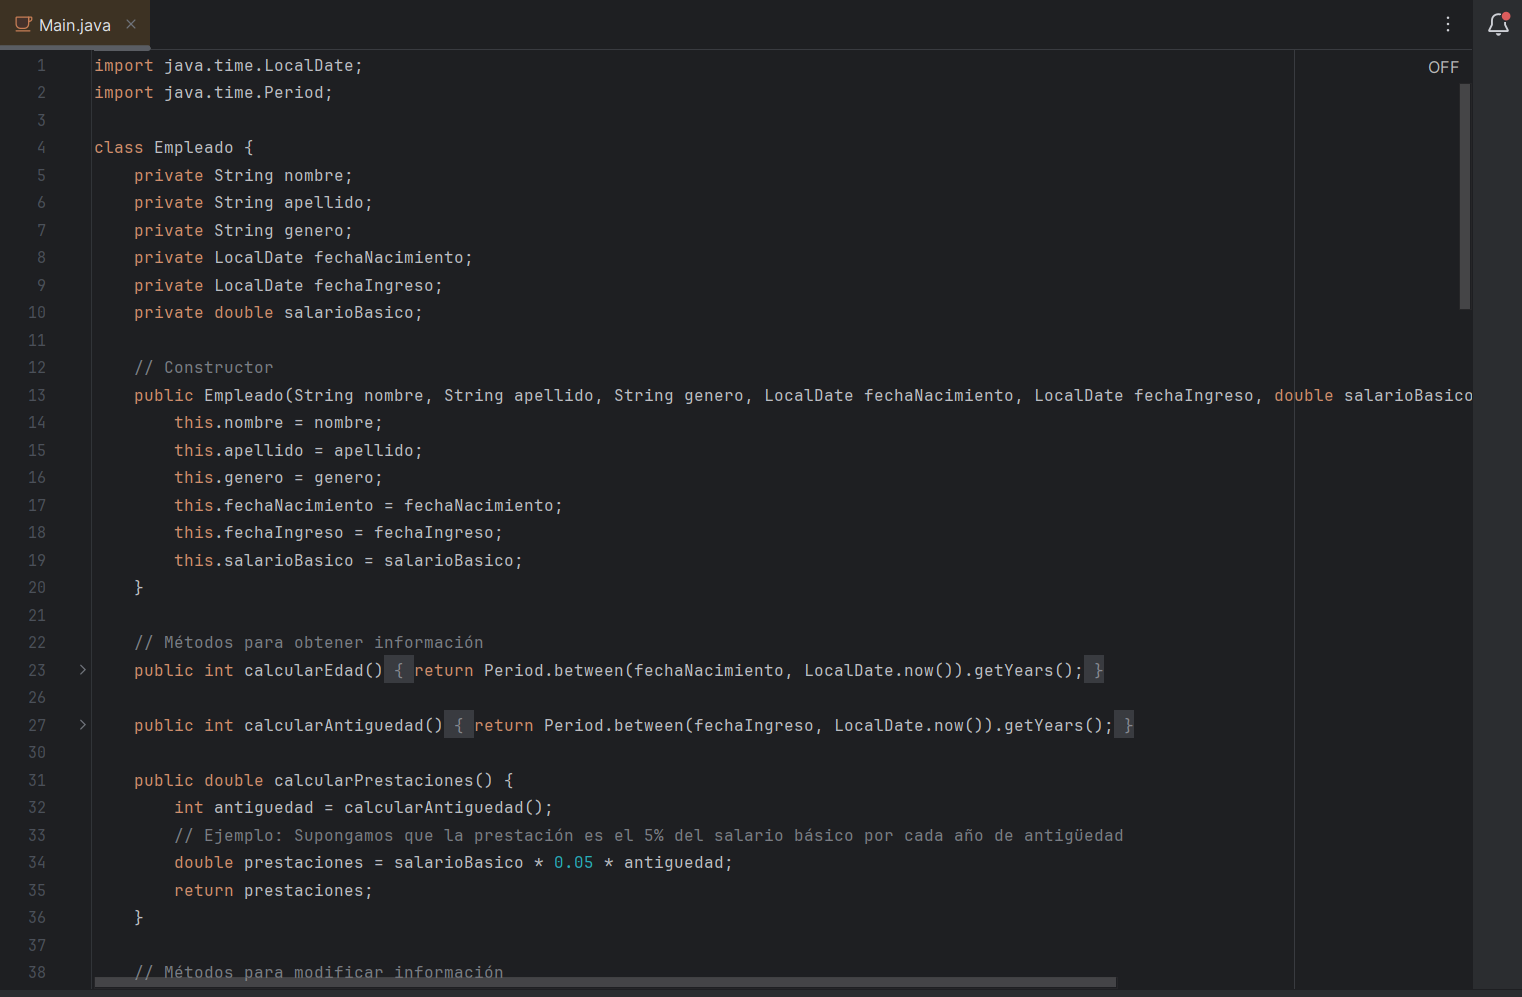 Main.java
OFF
1 import java.time.LocalDate;
2 import java.time.Period;
3
4 class Empleado {
5 private String nombre;
6 private String apellido;
7 private String genero;
8 private LocalDate fechaNacimiento;
9 private LocalDate fechaIngreso;
10 private double salarioBasico;
11
12 // Constructor
13 public Empleado(String nombre, String apellido, String genero, LocalDate fechaNacimiento, LocalDate fechaIngreso, double salarioBasico
14 this.nombre = nombre;
15 this.apellido = apellido;
16 this.genero = genero;
17 this.fechaNacimiento = fechaNacimiento;
18 this.fechaIngreso = fechaIngreso;
19 this.salarioBasico = salarioBasico;
20 }
21
22 // Métodos para obtener información
23 public int calcularEdad() { return Period.between(fechaNacimiento, LocalDate.now()).getYears(); }
26
27 public int calcularAntiguedad() { return Period.between(fechaIngreso, LocalDate.now()).getYears(); }
30
31 public double calcularPrestaciones() {
32 int antiguedad = calcularAntiguedad();
33 // Ejemplo: Supongamos que la prestación es el 5% del salario básico por cada año de antigüedad
34 double prestaciones = salarioBasico * 0.05 * antiguedad;
35 return prestaciones;
36 }
37
38 // Métodos para modificar información